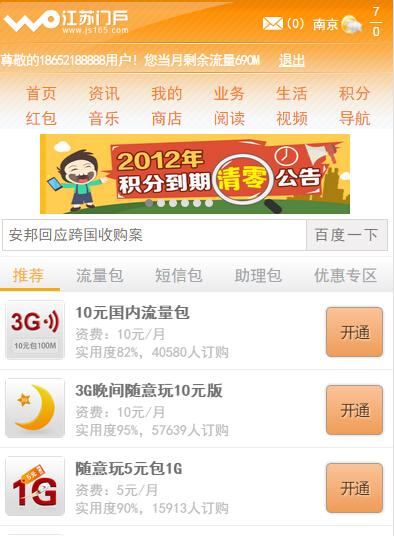 江苏门户
www.js165.com
(0) 南京 7
0
尊敬的18652188888用户！您当月剩余流量690M 退出
首页 资讯 我的 业务 生活 积分
红包 音乐 商店 阅读 视频 导航
2012年
积分到期清零公告
安邦回应跨国收购案 百度一下
推荐 流量包 短信包 助理包 优惠专区
3G
10元包100M
10元国内流量包
资费：10元/月
实用度82%，40580人订购
开通
3G晚间随意玩10元版
资费：10元/月
实用度95%，57639人订购
开通
5元
1G
随意玩5元包1G
资费：5元/月
实用度90%，15913人订购
开通